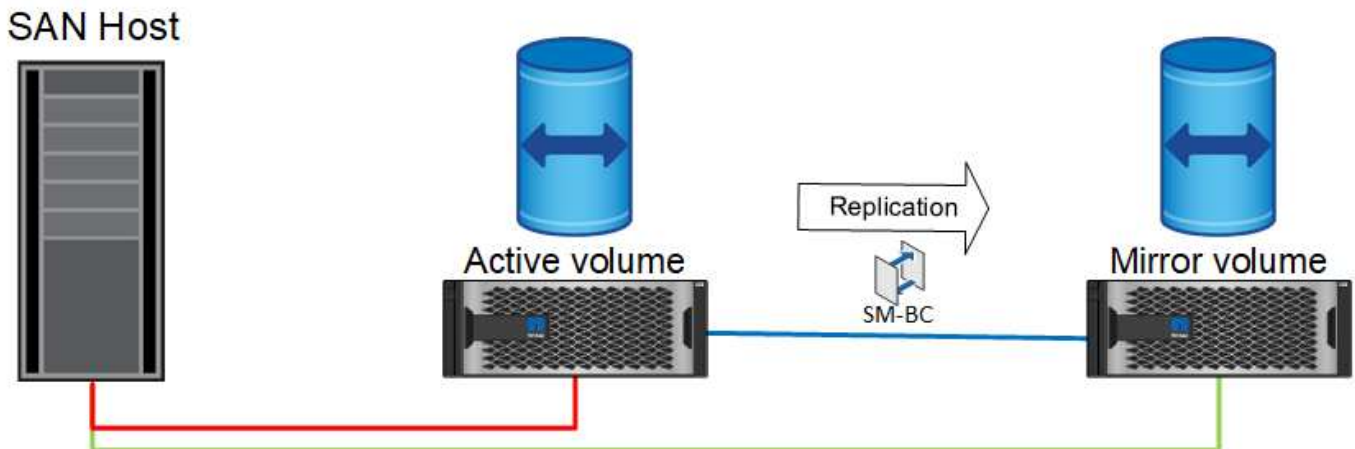 SAN Host
Replication
Active volume
Mirror volume
SM-BC